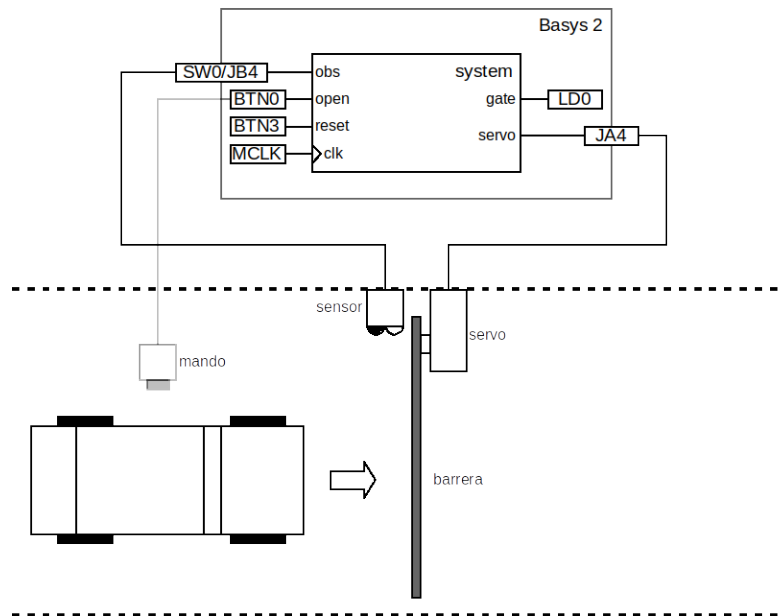 Basys 2
SW0/JB4
obs
system
BTN0
open
gate
LD0
BTN3
reset
servo
JA4
MCLK
clk
sensor
servo
mando
barrera